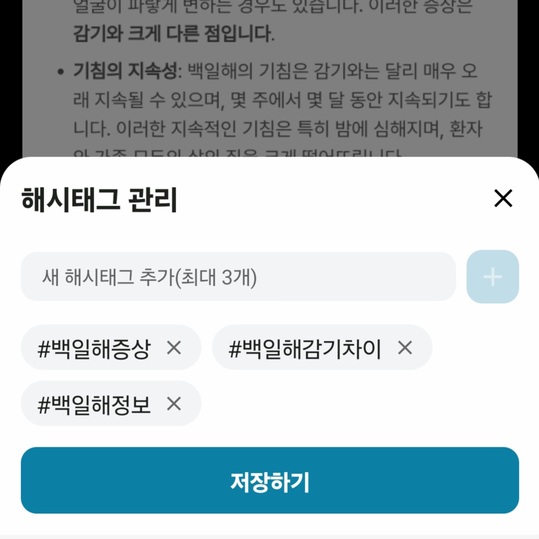 얼굴이 파랗게 변하는 경우도 있습니다. 이러한 증상은
감기와 크게 다른 점입니다.
• 기침의 지속성: 백일해의 기침은 감기와는 달리 매우 오
래 지속될 수 있으며, 몇 주에서 몇 달 동안 지속되기도 합
니다. 이러한 지속적인 기침은 특히 밤에 심해지며, 환자
와 가족 모두의 삶의 질을 크게 떨어뜨립니다.
해시태그 관리
새 해시태그 추가(최대 3개)
#백일해증상
#백일해감기차이
#백일해정보
저장하기